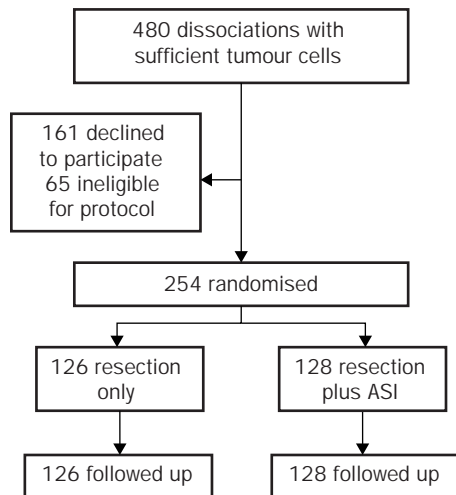 480 dissociations with
sufficient tumour cells
161 declined
to participate
65 ineligible
for protocol
254 randomised
126 resection
only
128 resection
plus ASI
126 followed up
128 followed up